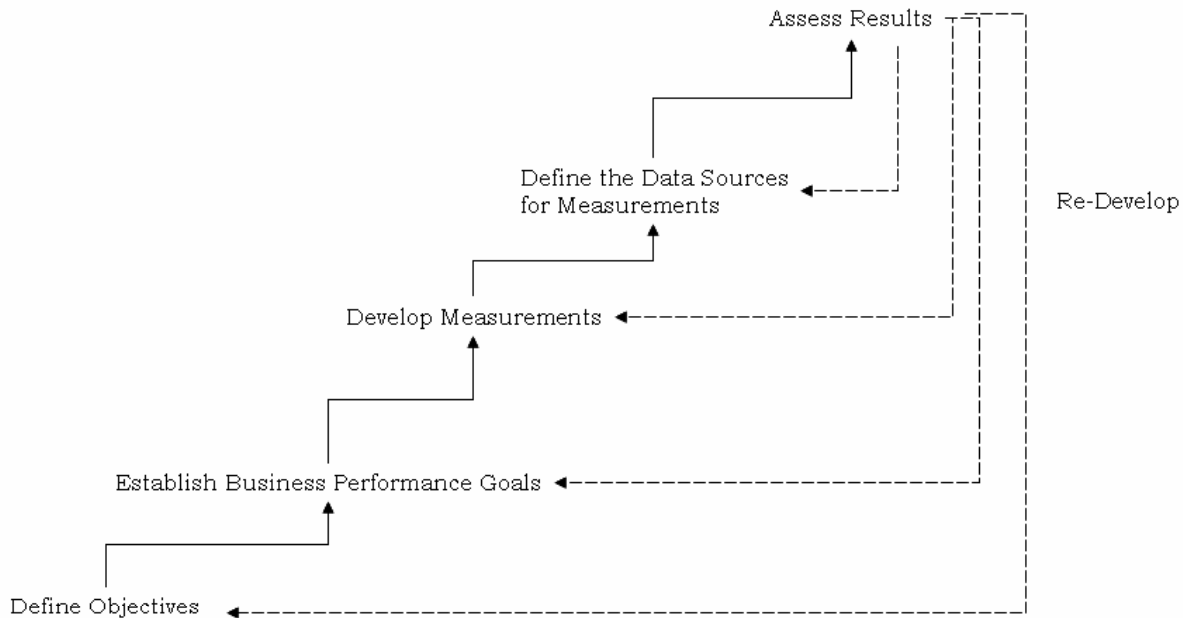 Assess Results
Define the Data Sources
for Measurements
Re-Develop
Develop Measurements
Establish Business Performance Goals
Define Objectives